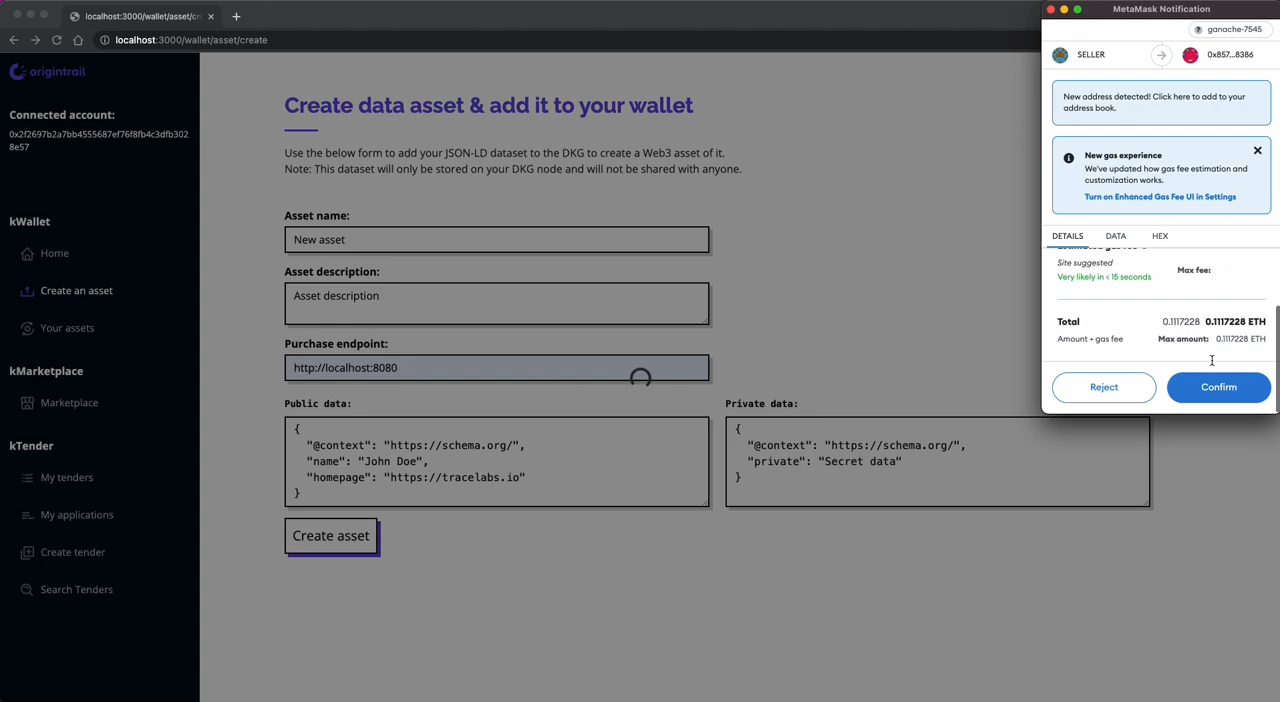 localhost:3000/wallet/asset/cr
localhost:3000/wallet/asset/create
origintrail
Connected account:
0x2f2697b2a7bb4555687ef76f8fb4c3dfb302
8e57
kWallet
Home
Create an asset
Your assets
kMarketplace
Marketplace
kTender
My tenders
My applications
Create tender
Search Tenders
Create data asset & add it to your wallet
Use the below form to add your JSON-LD dataset to the DKG to create a Web3 asset of it.
Note: This dataset will only be stored on your DKG node and will not be shared with anyone.
Asset name:
New asset
Asset description:
Asset description
Purchase endpoint:
http://localhost:8080
Public data:
{
"@context": "https://schema.org/",
"name": "John Doe",
"homepage": "https://tracelabs.io"
}
Private data:
{
"@context": "https://schema.org/",
"private": "Secret data"
}
Create asset
MetaMask Notification
ganache-7545
SELLER
0x857...8386
New address detected! Click here to add to your
address book.
New gas experience
We've updated how gas fee estimation and
customization works.
Turn on Enhanced Gas Fee UI in Settings
DETAILS DATA HEX
Estimated gas fee
Site suggested
Very likely in < 15 seconds
Max fee:
Total 0.1117228 0.1117228 ETH
Amount + gas fee Max amount: 0.1117228 ETH
Reject
Confirm